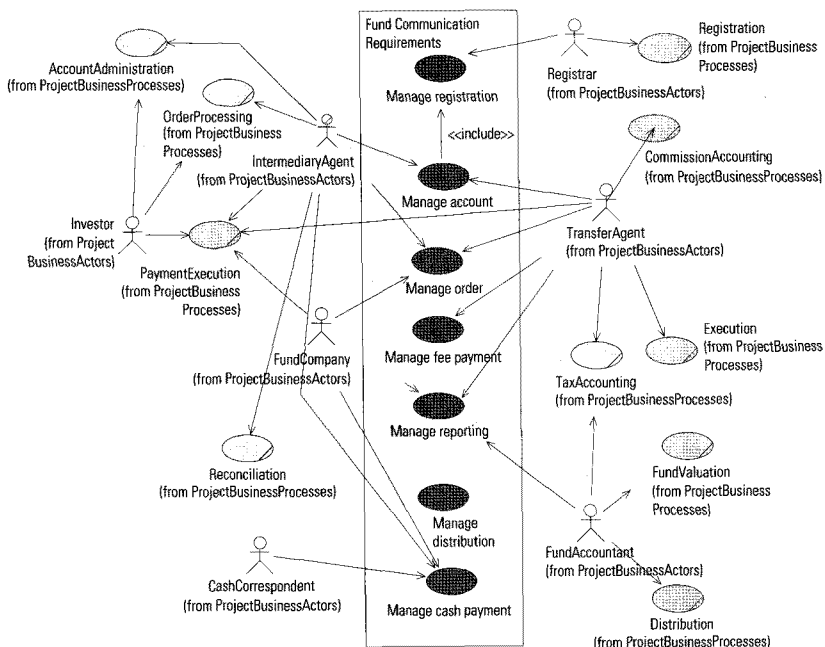 Fund Communication
Requirements
Manage registration
<<include>>
Manage account
Manage order
Manage fee payment
Manage reporting
Manage
distribution
Manage cash payment
AccountAdministration
(from ProjectBusinessProcesses)
OrderProcessing
(from ProjectBusiness
Processes)
IntermediaryAgent
(from ProjectBusinessActors)
Investor
(from Project
BusinessActors)
PaymentExecution
(from ProjectBusiness
Processes)
FundCompany
(from ProjectBusinessActors)
Reconciliation
(from ProjectBusinessProcesses)
CashCorrespondent
(from ProjectBusinessActors)
Registrar
(from ProjectBusinessActors)
Registration
(from ProjectBusiness
Processes)
CommissionAccounting
(from ProjectBusinessProcesses)
TransferAgent
(from ProjectBusinessActors)
Execution
(from ProjectBusiness
Processes)
TaxAccounting
(from ProjectBusinessProcesses)
FundValuation
(from ProjectBusiness
Processes)
FundAccountant
(from ProjectBusinessActors)
Distribution
(from ProjectBusinessProcesses)